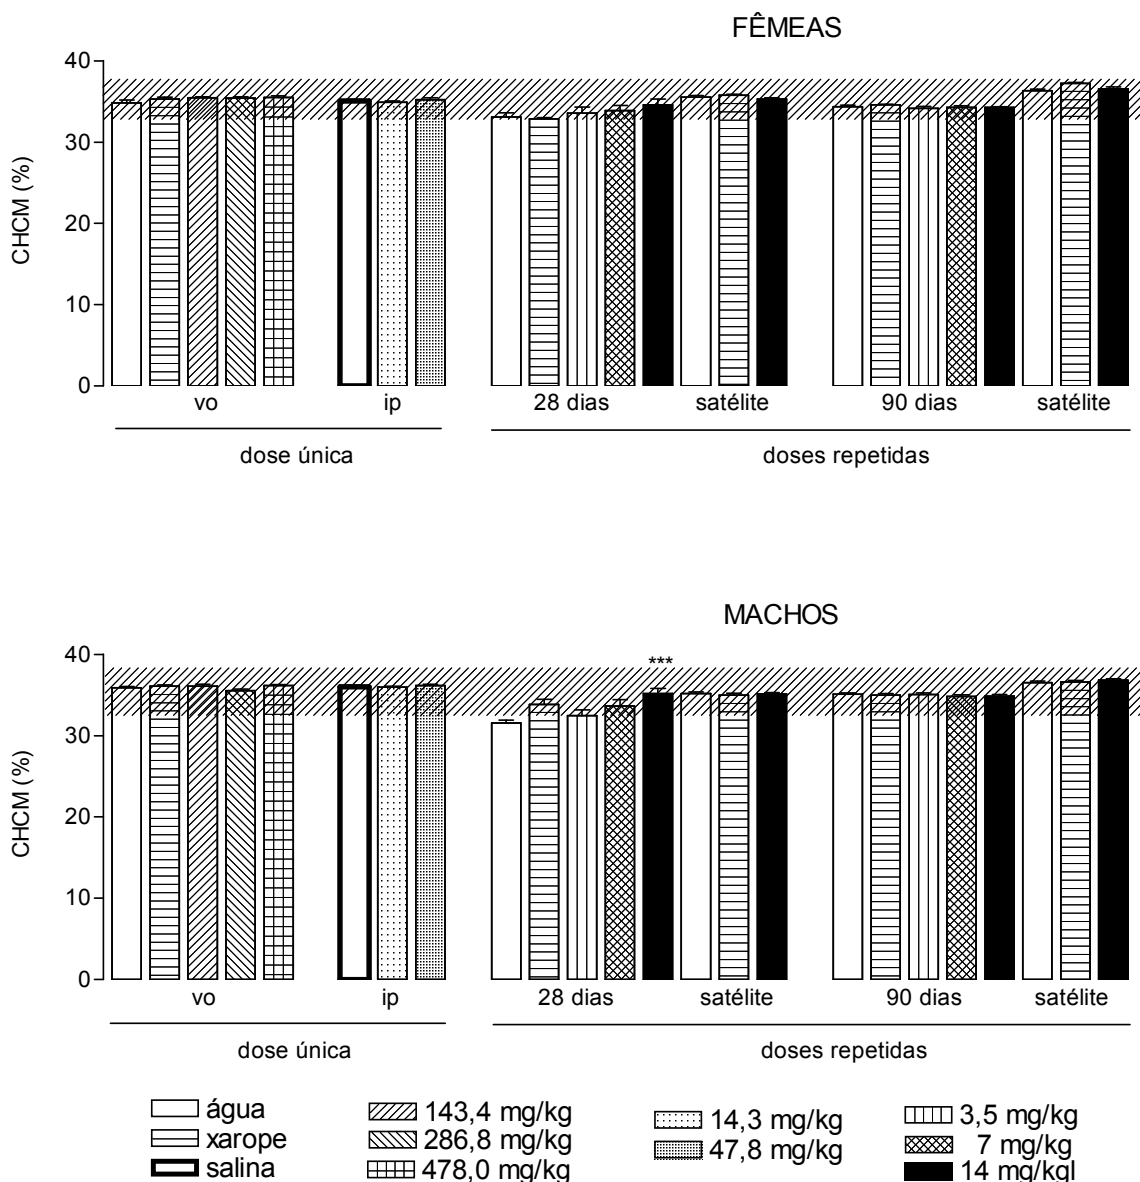 FÊMEAS
40
30
20
10
0
CHCM (%)
vo ip 28 dias satélite 90 dias satélite
dose única doses repetidas
MACHOS
***
40
30
20
10
0
CHCM (%)
vo ip 28 dias satélite 90 dias satélite
dose única doses repetidas
água 143,4 mg/kg 14,3 mg/kg 3,5 mg/kg
xarope 286,8 mg/kg 47,8 mg/kg 7 mg/kg
salina 478,0 mg/kg 14 mg/kgl